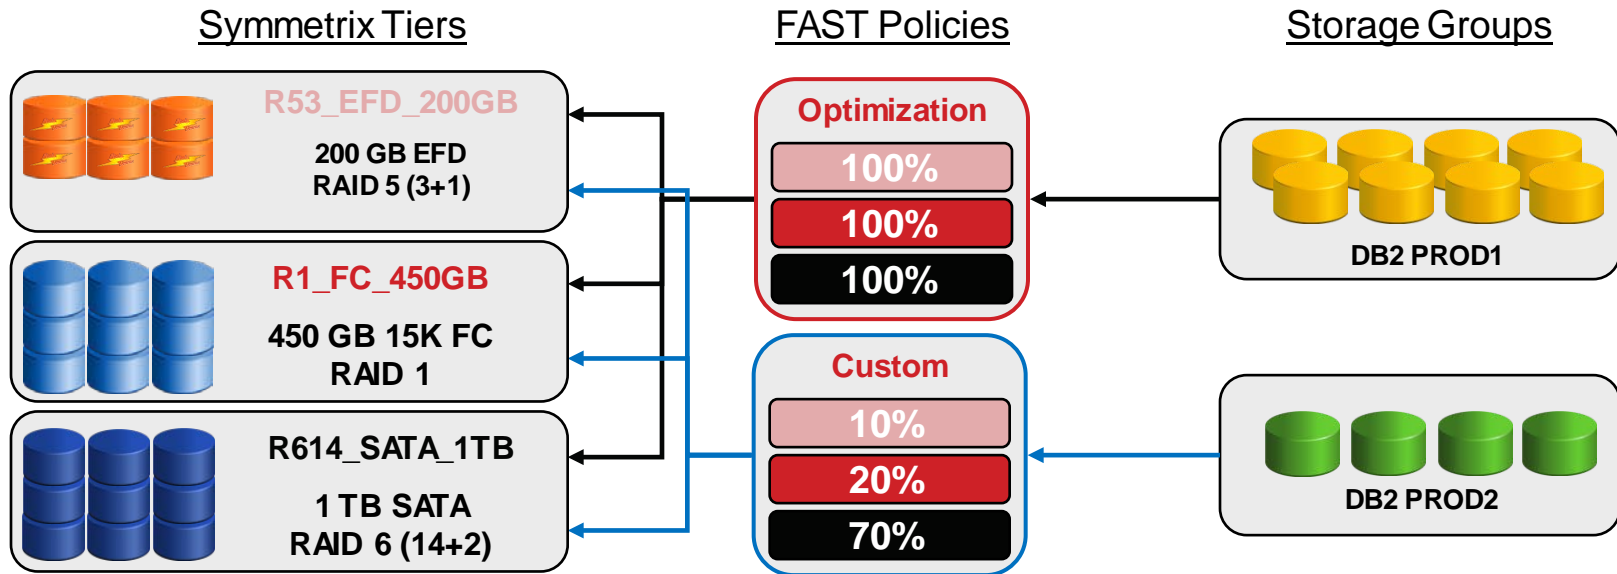 Symmetrix Tiers
FAST Policies
Storage Groups
R53_EFD_200GB
200 GB EFD
RAID 5 (3+1)
R1_FC_450GB
450 GB 15K FC
RAID 1
R614_SATA_1TB
1 TB SATA
RAID 6 (14+2)
Optimization
100%
100%
100%
Custom
10%
20%
70%
DB2 PROD1
DB2 PROD2